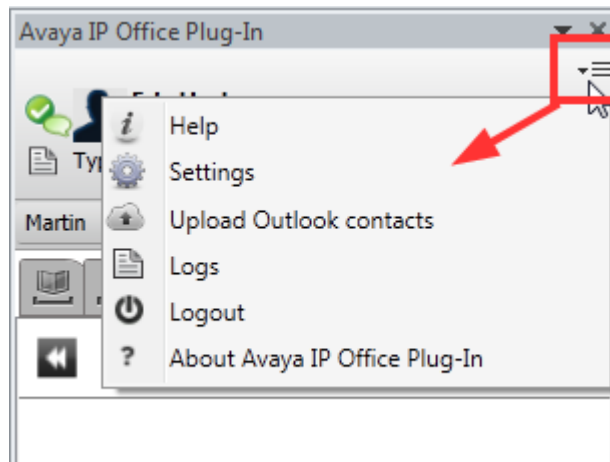 Avaya IP Office Plug-In
Help
Settings
Upload Outlook contacts
Martin
Logs
Logout
About Avaya IP Office Plug-In